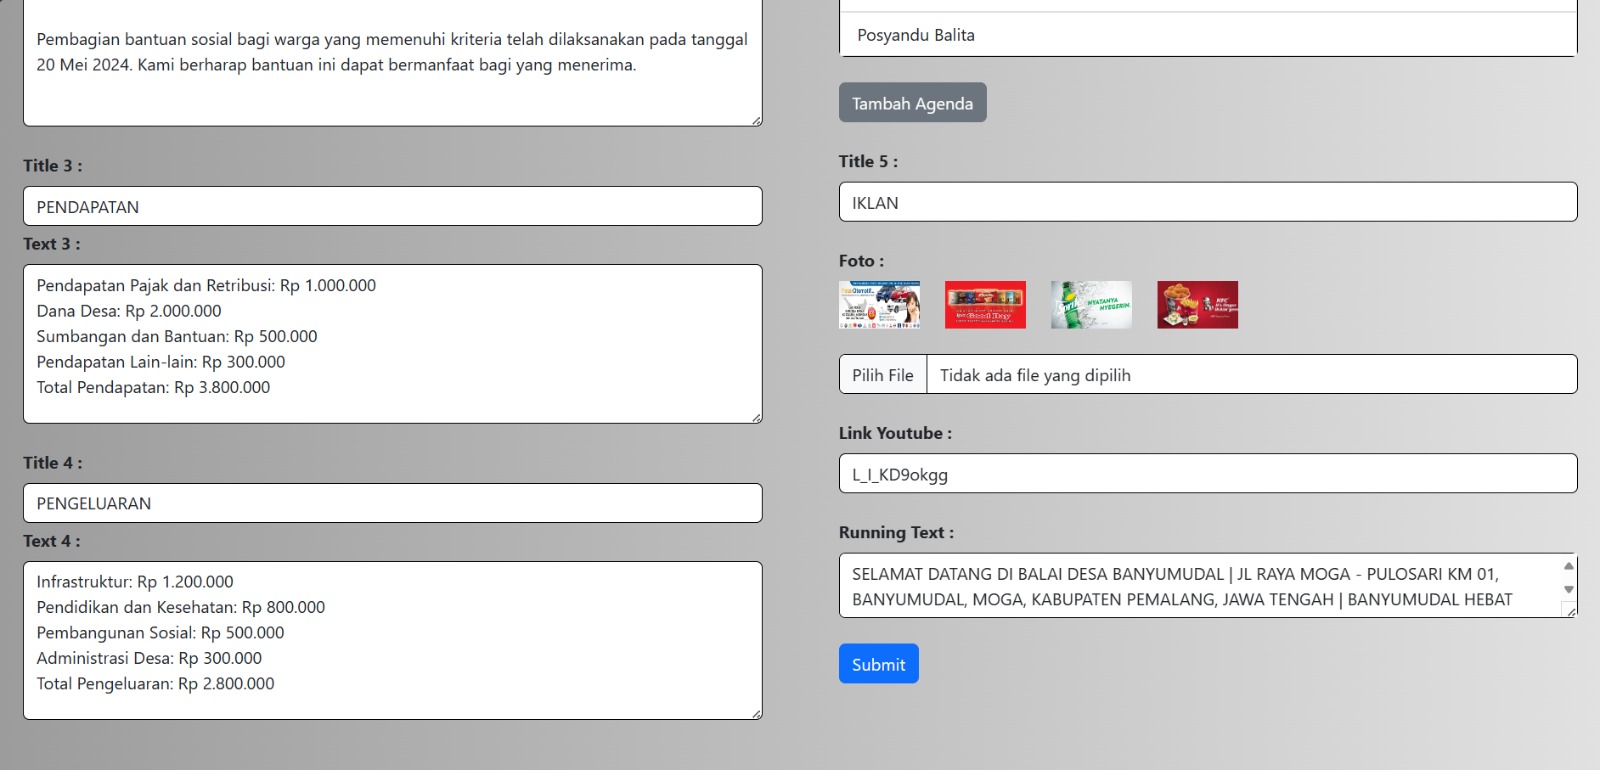 Pembagian bantuan sosial bagi warga yang memenuhi kriteria telah dilaksanakan pada tanggal
20 Mei 2024. Kami berharap bantuan ini dapat bermanfaat bagi yang menerima.
Title 3 :
PENDAPATAN
Text 3 :
Pendapatan Pajak dan Retribusi: Rp 1.000.000
Dana Desa: Rp 2.000.000
Sumbangan dan Bantuan: Rp 500.000
Pendapatan Lain-lain: Rp 300.000
Total Pendapatan: Rp 3.800.000
Title 4 :
PENGELUARAN
Text 4 :
Infrastruktur: Rp 1.200.000
Pendidikan dan Kesehatan: Rp 800.000
Pembangunan Sosial: Rp 500.000
Administrasi Desa: Rp 300.000
Total Pengeluaran: Rp 2.800.000
Posyandu Balita
Tambah Agenda
Title 5 :
IKLAN
Foto :
Otomotif
Good Day
NYATANYA
NYEGERIN
KFC
Pilih File
Tidak ada file yang dipilih
Link Youtube :
L_I_KD9okgg
Running Text :
SELAMAT DATANG DI BALAI DESA BANYUMUDAL | JL RAYA MOGA - PULOSARI KM 01,
BANYUMUDAL, MOGA, KABUPATEN PEMALANG, JAWA TENGAH | BANYUMUDAL HEBAT
Submit